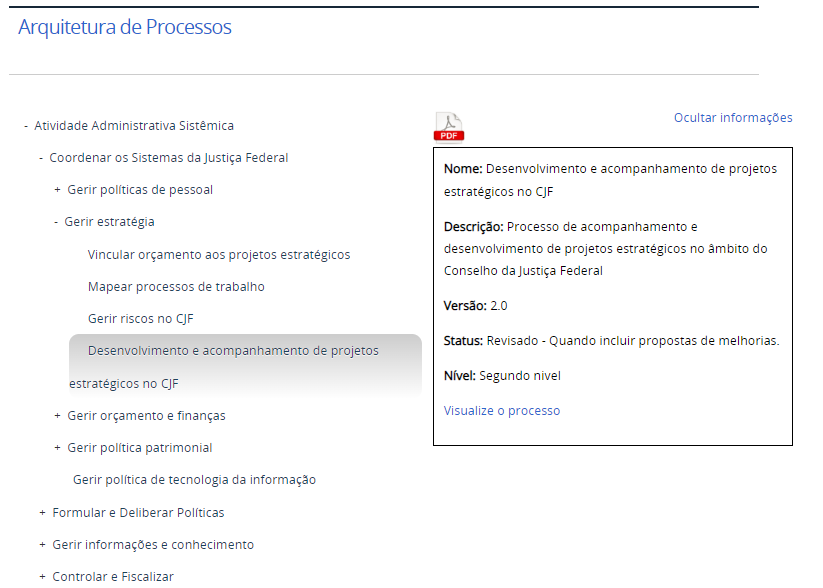 Arquitetura de Processos
- Atividade Administrativa Sistêmica
- Coordenar os Sistemas da Justiça Federal
+ Gerir políticas de pessoal
- Gerir estratégia
Vincular orçamento aos projetos estratégicos
Mapear processos de trabalho
Gerir riscos no CJF
Desenvolvimento e acompanhamento de projetos
estratégicos no CJF
+ Gerir orçamento e finanças
+ Gerir política patrimonial
Gerir política de tecnologia da informação
+ Formular e Deliberar Políticas
+ Gerir informações e conhecimento
+ Controlar e Fiscalizar
PDF
Ocultar informações
Nome: Desenvolvimento e acompanhamento de projetos
estratégicos no CJF
Descrição: Processo de acompanhamento e
desenvolvimento de projetos estratégicos no âmbito do
Conselho da Justiça Federal
Versão: 2.0
Status: Revisado - Quando incluir propostas de melhorias.
Nível: Segundo nivel
Visualize o processo